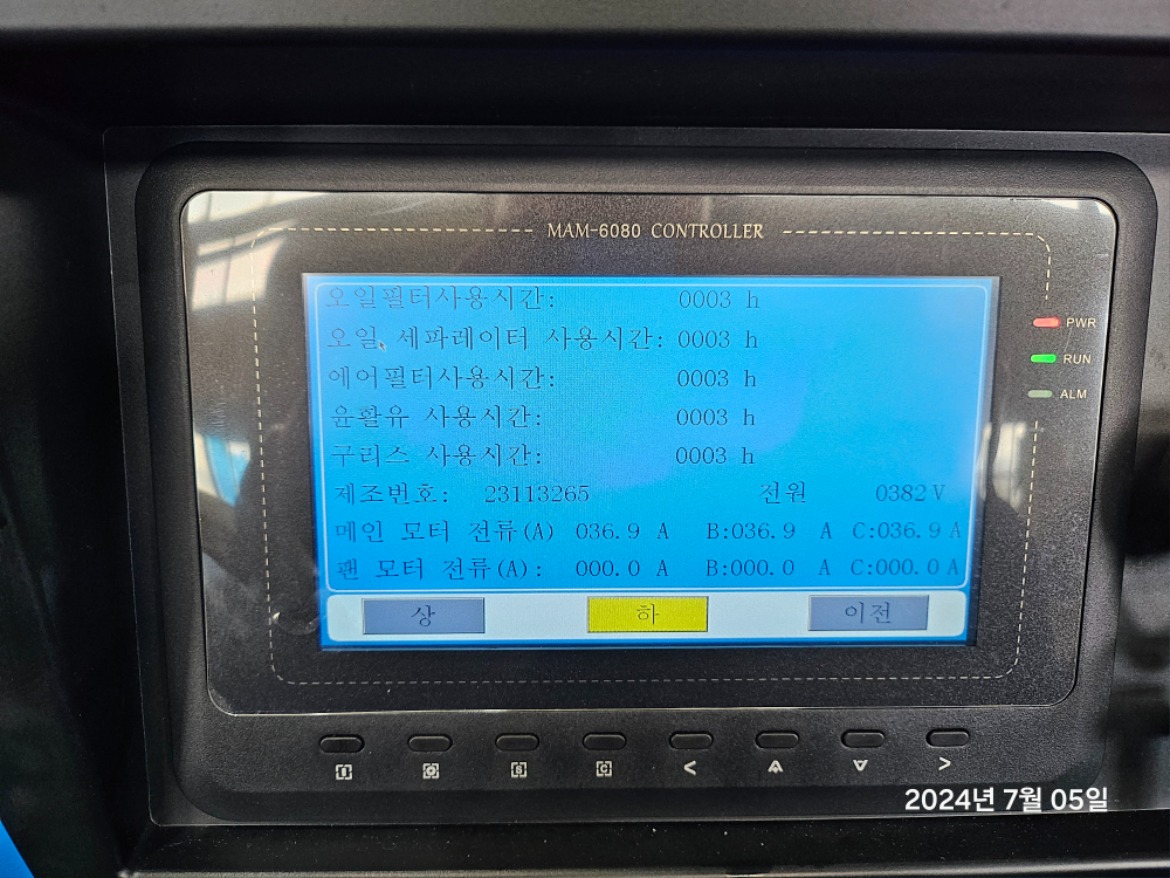 MAM-6080 CONTROLLER
오일필터사용시간: 0003 h
오일 세파레이터 사용시간: 0003 h
에어필터사용시간: 0003 h
윤활유 사용시간: 0003 h
구리스 사용시간: 0003 h
제조번호: 23113265 전원 0382 V
메인 모터 전류(A) 036.9 A B:036.9 A C:036.9 A
팬 모터 전류(A): 000.0 A B:000.0 A C:000.0 A
상 하 이전
PWR
RUN
ALM
I O S C < >
2024년 7월 05일